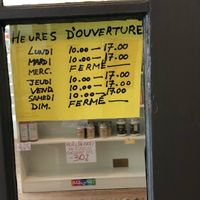 HEURES D'OUVERTURE
LUNDI 10.00—17.00
MARDI 10.00—17.00
MERC. FERMÉ—
JEUDI 10.00—17.00
VEND. 10.00—17.00
SAMEDI 10.00—17.00
DIM. FERMÉ—
30%